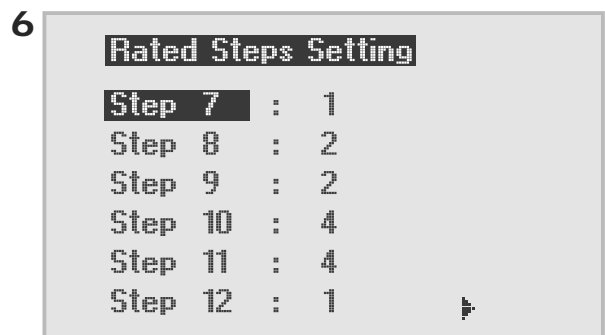 6
Rated Steps Setting
Step 7 : 1
Step 8 : 2
Step 9 : 2
Step 10 : 4
Step 11 : 4
Step 12 : 1